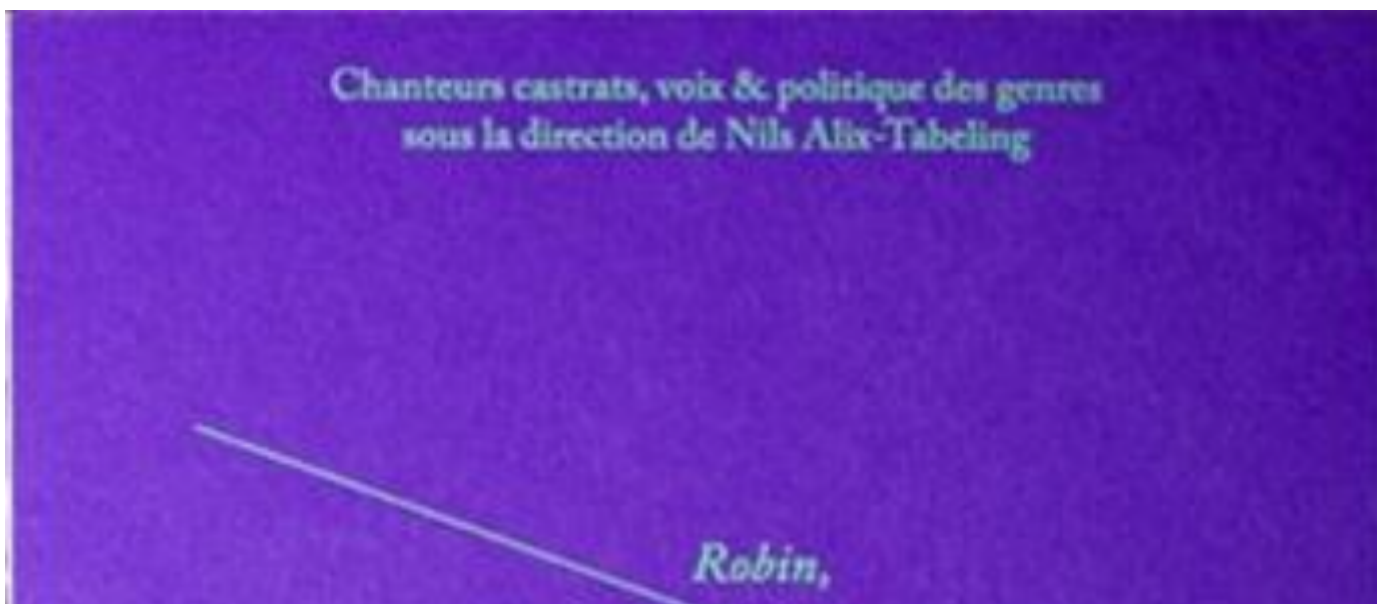 Chanteurs castrats, voix & politique des genres
sous la direction de Nils Alix-Tabeling
Robin,